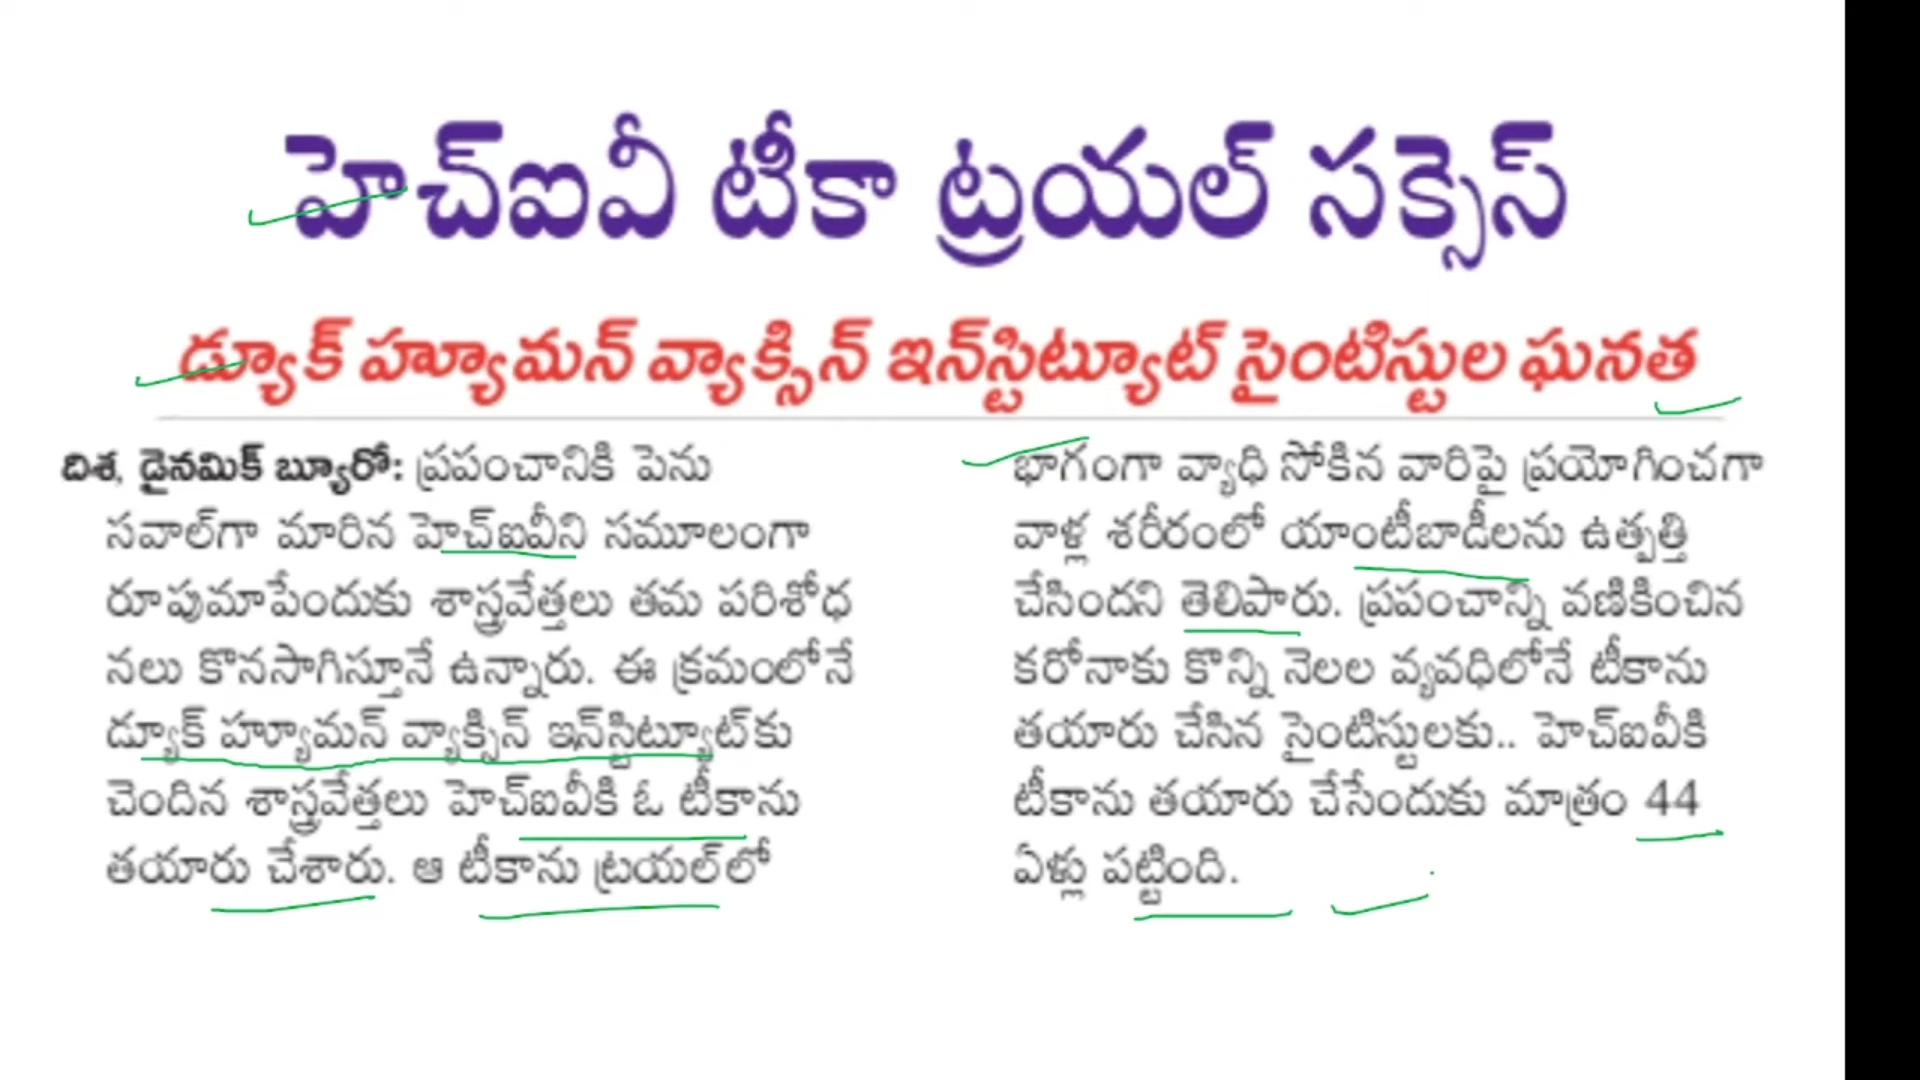 హెచ్ఐవీ టీకా ట్రయల్ సక్సెస్
డ్యూక్ హ్యూమన్ వ్యాక్సిన్ ఇన్‌స్టిట్యూట్ సైంటిస్టుల ఘనత
దిశ, డైనమిక్ బ్యూరో: ప్రపంచానికి పెను
సవాల్‌గా మారిన హెచ్ఐవీని సమూలంగా
రూపుమాపేందుకు శాస్త్రవేత్తలు తమ పరిశోధ
నలు కొనసాగిస్తూనే ఉన్నారు. ఈ క్రమంలోనే
డ్యూక్ హ్యూమన్ వ్యాక్సిన్ ఇన్‌స్టిట్యూట్‌కు
చెందిన శాస్త్రవేత్తలు హెచ్ఐవీకి ఓ టీకాను
తయారు చేశారు. ఆ టీకాను ట్రయల్‌లో
భాగంగా వ్యాధి సోకిన వారిపై ప్రయోగించగా
వాళ్ల శరీరంలో యాంటీబాడీలను ఉత్పత్తి
చేసిందని తెలిపారు. ప్రపంచాన్ని వణికించిన
కరోనాకు కొన్ని నెలల వ్యవధిలోనే టీకాను
తయారు చేసిన సైంటిస్టులకు.. హెచ్ఐవీకి
టీకాను తయారు చేసేందుకు మాత్రం 44
ఏళ్లు పట్టింది.